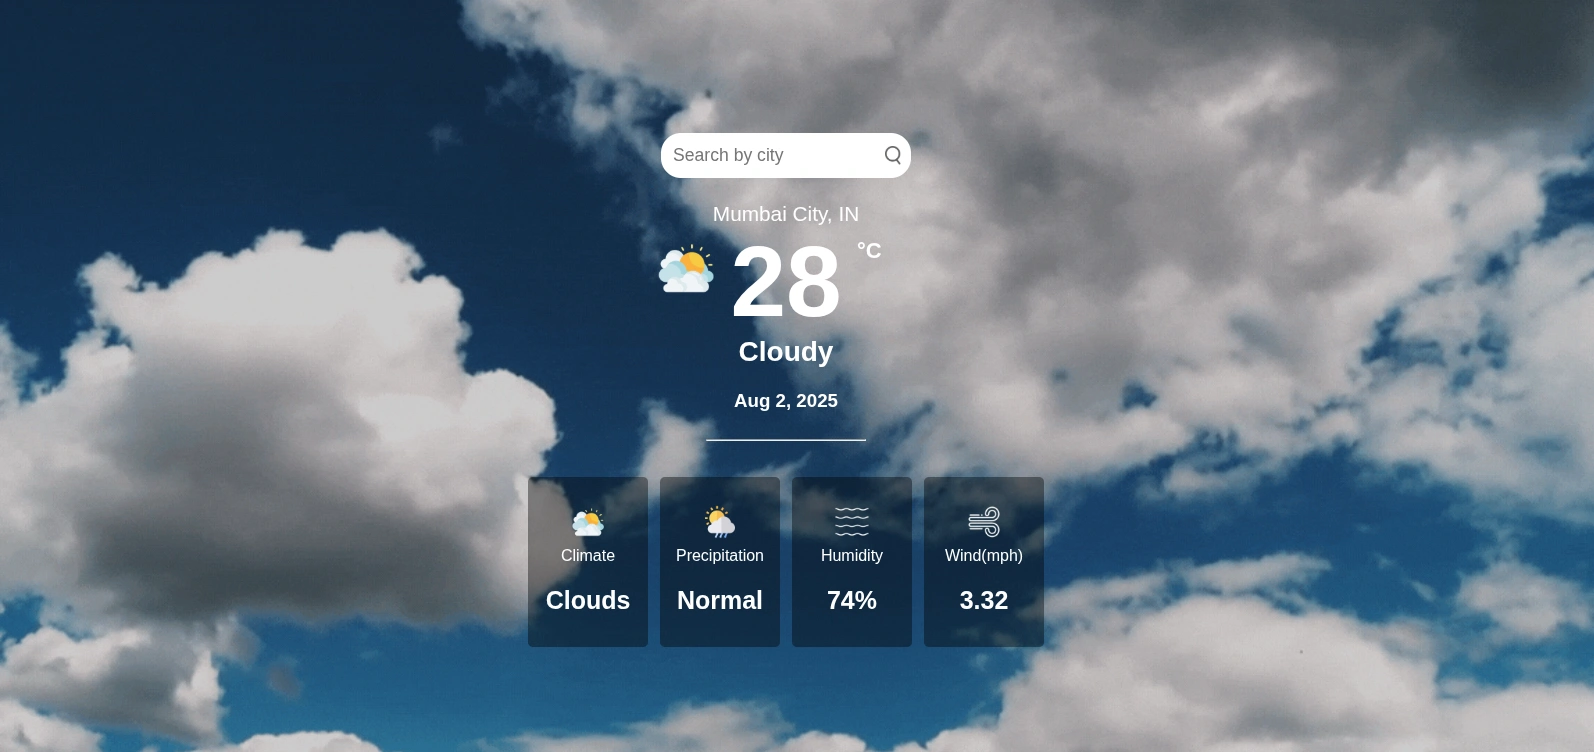 Search by city
Mumbai City, IN
28 °C
Cloudy
Aug 2, 2025
Climate
Clouds
Precipitation
Normal
Humidity
74%
Wind(mph)
3.32